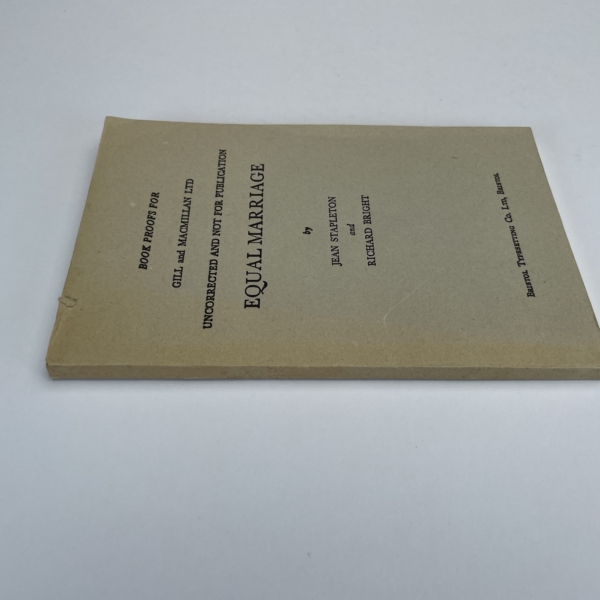 BOOK PROOFS FOR
GILL and MACMILLAN LTD
UNCORRECTED AND NOT FOR PUBLICATION
EQUAL MARRIAGE
by
JEAN STAPLETON
and
RICHARD BRIGHT
BRISTOL TYPESETTING CO. LTD, BRISTOL